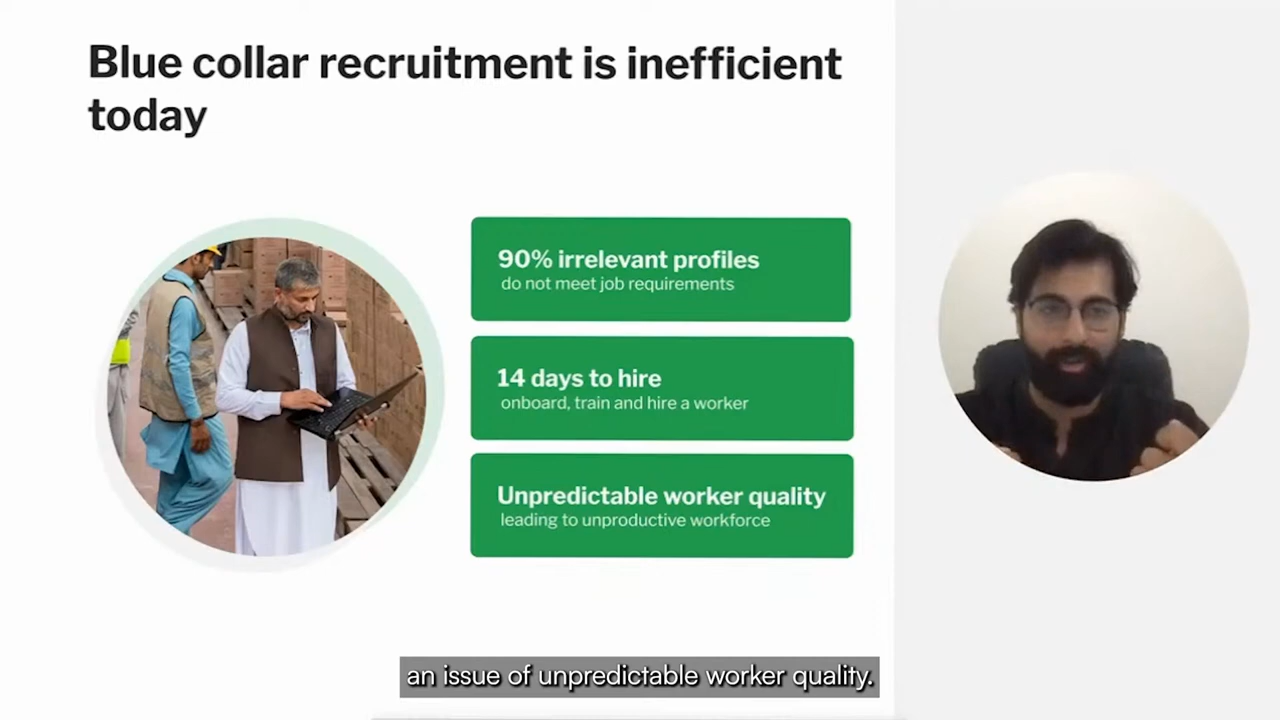 Blue collar recruitment is inefficient
today
90% irrelevant profiles
do not meet job requirements
14 days to hire
onboard, train and hire a worker
Unpredictable worker quality
leading to unproductive workforce
an issue of unpredictable worker quality.